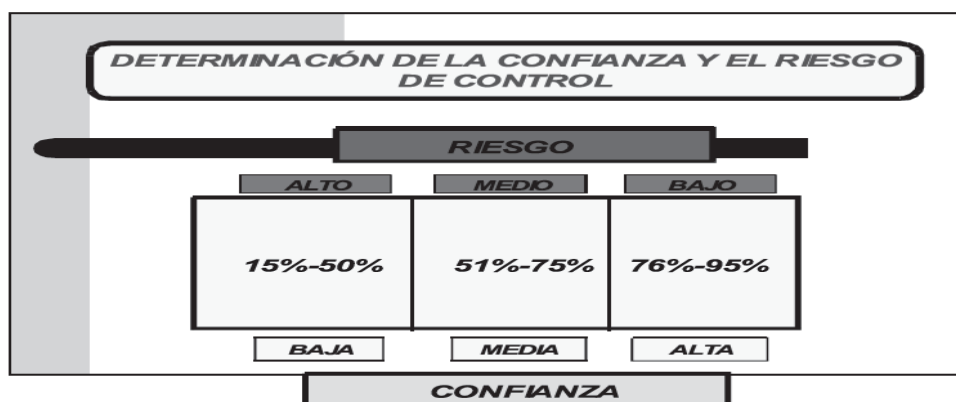 DETERMINACIÓN DE LA CONFIANZA Y EL RIESGO
DE CONTROL
RIESGO
ALTO MEDIO BAJO
15%-50% 51%-75% 76%-95%
BAJA MEDIA ALTA
CONFIANZA